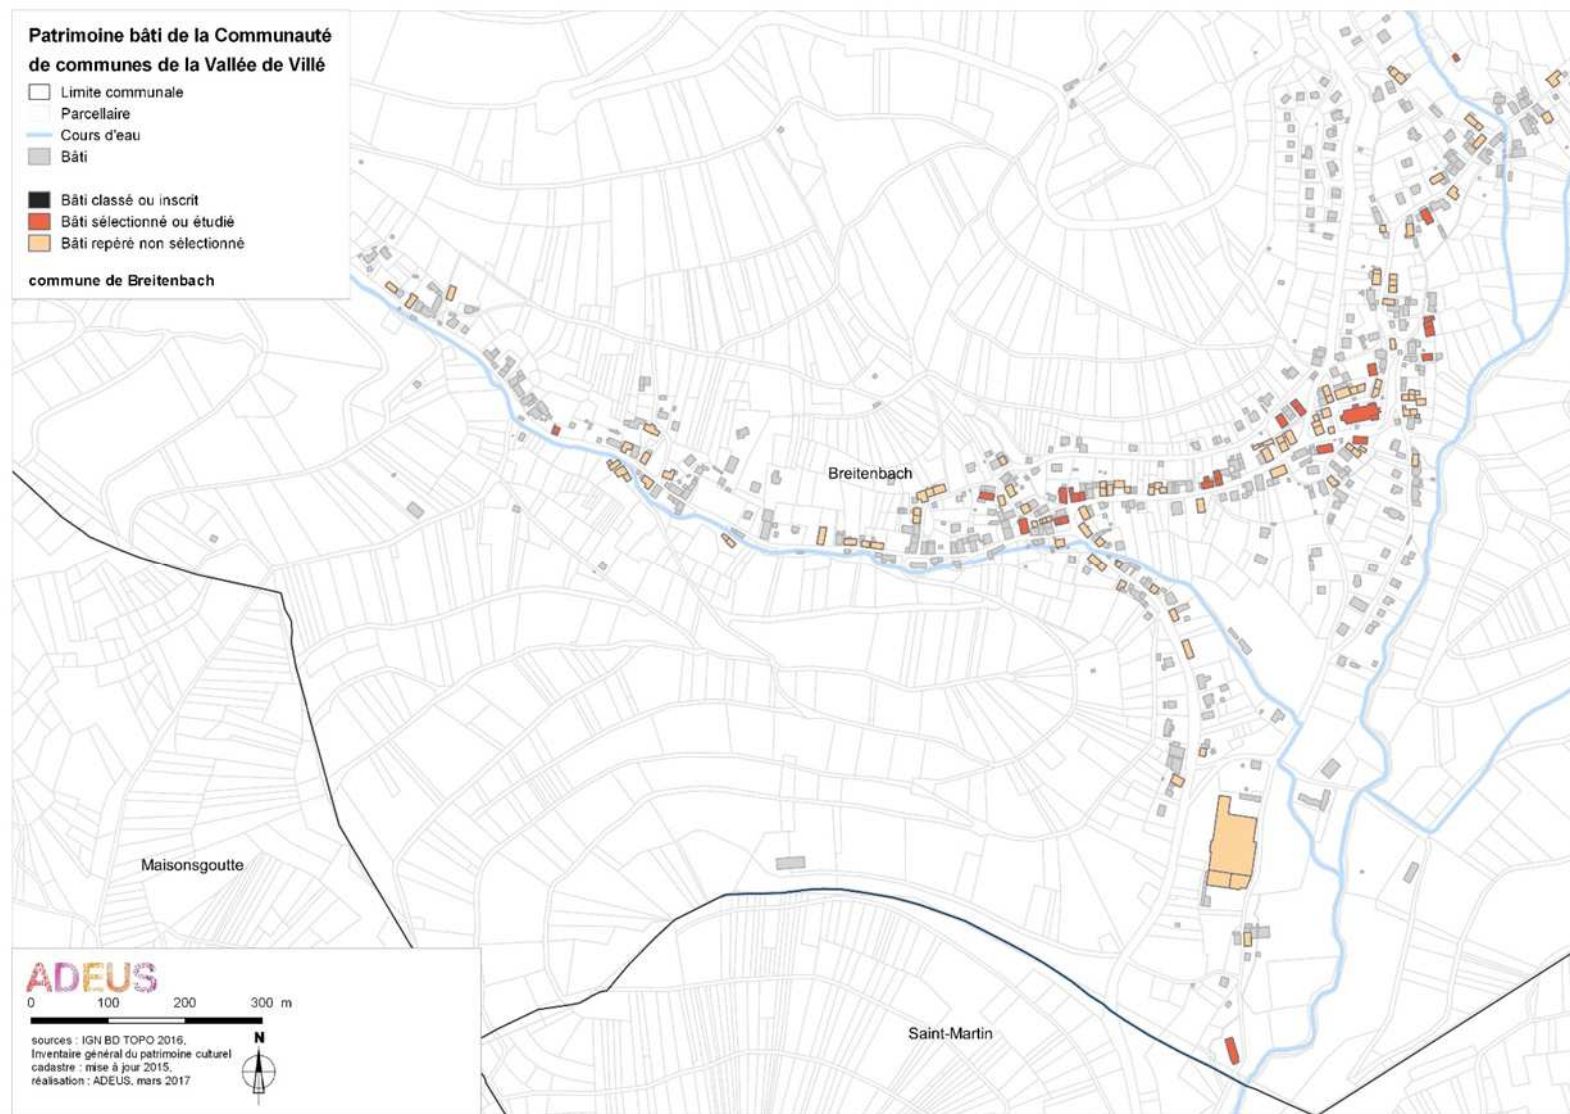 Patrimoine bâti de la Communauté
de communes de la Vallée de Villé
Limite communale
Parcellaire
Cours d'eau
Bâti
Bâti classé ou inscrit
Bâti sélectionné ou étudié
Bâti repéré non sélectionné
commune de Breitenbach
Breitenbach
Maisonsgoutte
Saint-Martin
ADEUS
0 100 200 300 m
sources : IGN BD TOPO 2016,
Inventaire général du patrimoine culturel
cadastre : mise à jour 2015,
réalisation : ADEUS, mars 2017
N